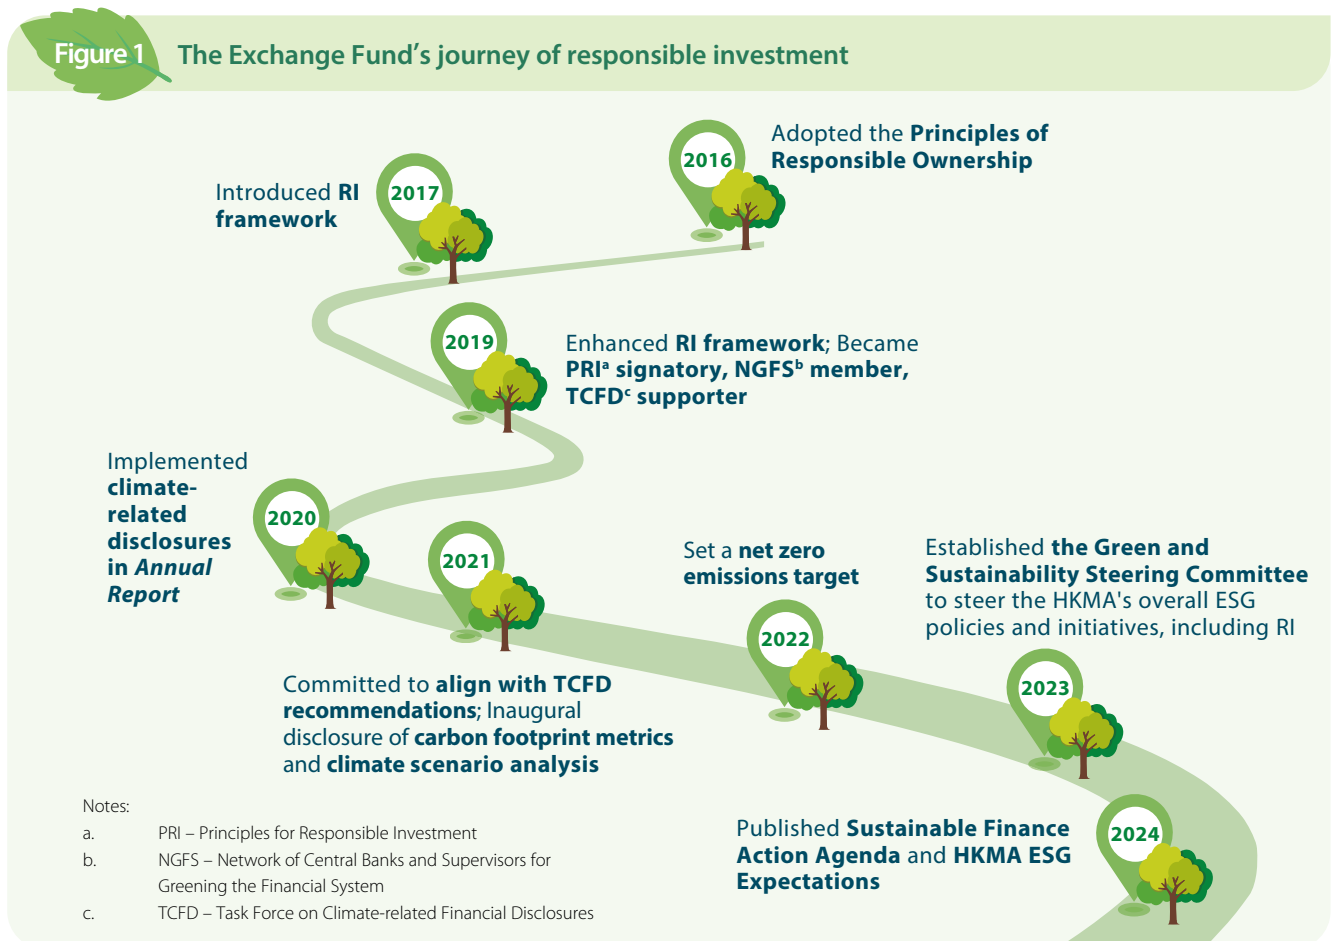 Figure 1
The Exchange Fund's journey of responsible investment
2016
Adopted the Principles of
Responsible Ownership
2017
Introduced RI
framework
2019
Enhanced RI framework; Became
PRIᵃ signatory, NGFSᵇ member,
TCFDᶜ supporter
2020
Implemented
climate-
related
disclosures
in Annual
Report
2021
Committed to align with TCFD
recommendations; Inaugural
disclosure of carbon footprint metrics
and climate scenario analysis
2022
Set a net zero
emissions target
2023
Established the Green and
Sustainability Steering Committee
to steer the HKMA's overall ESG
policies and initiatives, including RI
2024
Published Sustainable Finance
Action Agenda and HKMA ESG
Expectations
Notes:
a. PRI – Principles for Responsible Investment
b. NGFS – Network of Central Banks and Supervisors for
Greening the Financial System
c. TCFD – Task Force on Climate-related Financial Disclosures